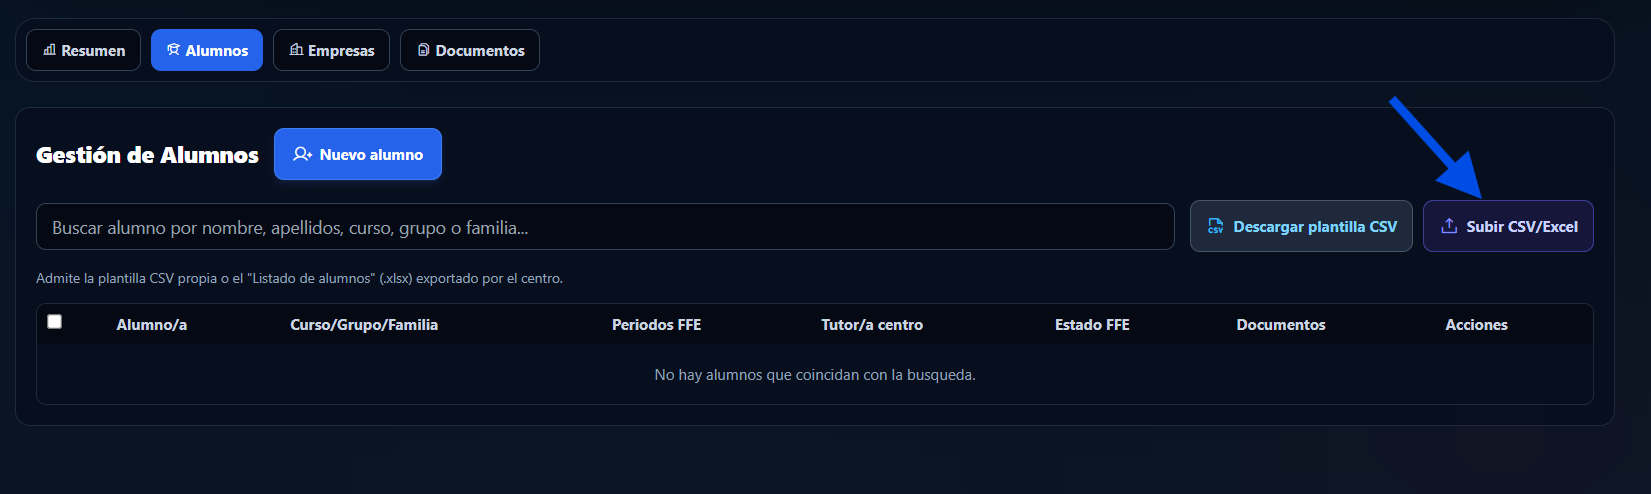 Resumen Alumnos Empresas Documentos
Gestión de Alumnos Nuevo alumno
Buscar alumno por nombre, apellidos, curso, grupo o familia... CSV Descargar plantilla CSV Subir CSV/Excel
Admite la plantilla CSV propia o el "Listado de alumnos" (.xlsx) exportado por el centro.
Alumno/a Curso/Grupo/Familia Periodos FFE Tutor/a centro Estado FFE Documentos Acciones
No hay alumnos que coincidan con la busqueda.